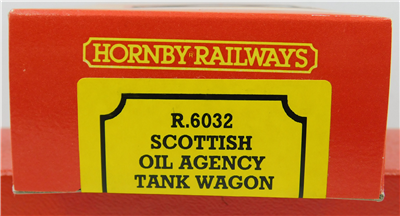 HORNBY RAILWAYS
R.6032
SCOTTISH
OIL AGENCY
TANK WAGON